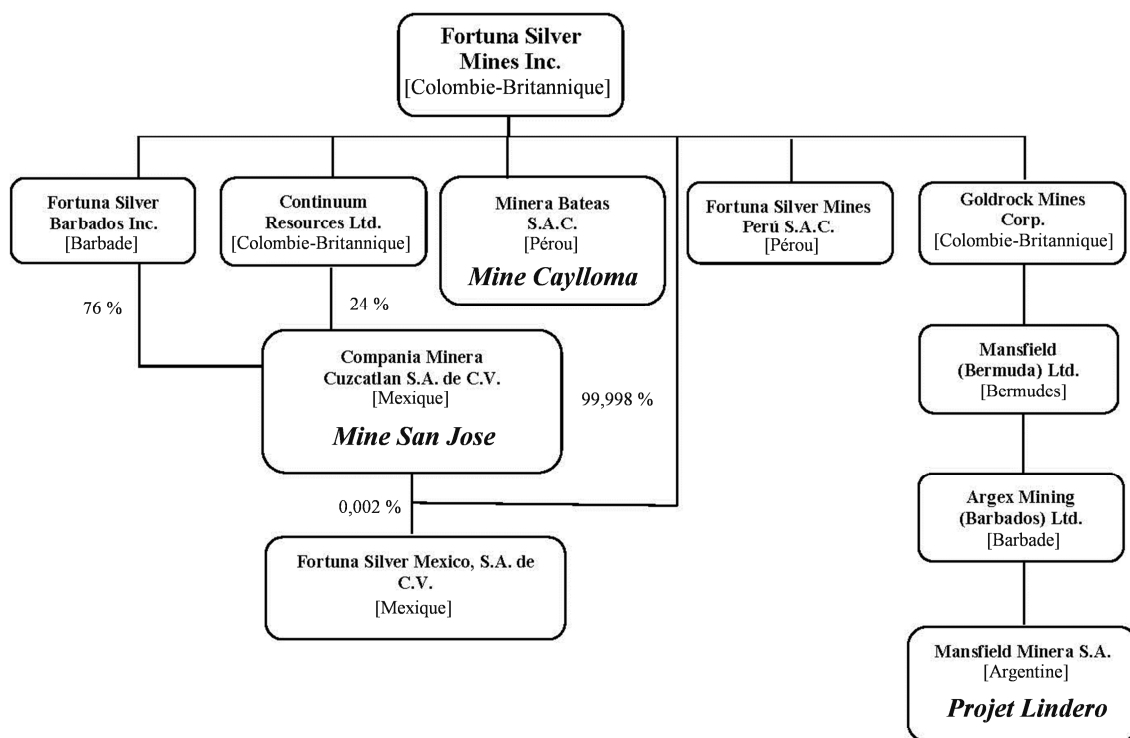 Fortuna Silver
Mines Inc.
[Colombie-Britannique]
Fortuna Silver
Barbados Inc.
[Barbade]
Continuum
Resources Ltd.
[Colombie-Britannique]
Minera Bateas
S.A.C.
[Pérou]
Mine Caylloma
Fortuna Silver Mines
Perú S.A.C.
[Pérou]
Goldrock Mines
Corp.
[Colombie-Britannique]
76 %
24 %
Compania Minera
Cuzcatlan S.A. de C.V.
[Mexique]
Mine San Jose
99,998 %
Mansfield
(Bermuda) Ltd.
[Bermudes]
0,002 %
Argex Mining
(Barbados) Ltd.
[Barbade]
Fortuna Silver Mexico, S.A. de
C.V.
[Mexique]
Mansfield Minera S.A.
[Argentine]
Projet Lindero